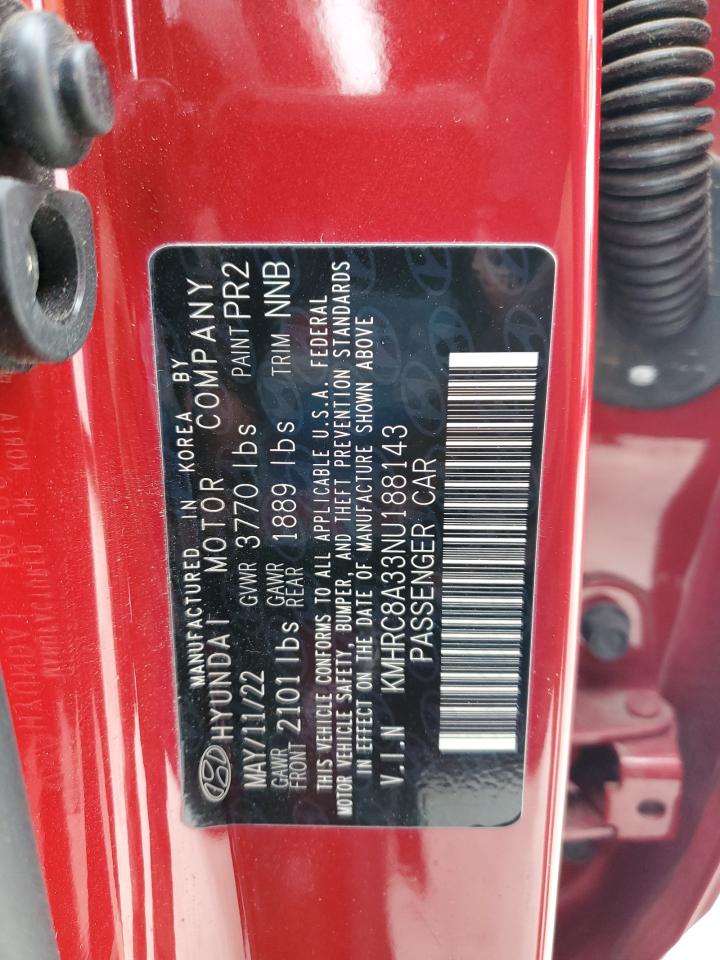 MANUFACTURED IN KOREA BY
HYUNDAI MOTOR COMPANY
MAY/11/22 GVWR 3770 lbs PAINT PR2
GAWR FRONT 2101 lbs GAWR REAR 1889 lbs TRIM NNB
THIS VEHICLE CONFORMS TO ALL APPLICABLE U.S.A. FEDERAL
MOTOR VEHICLE SAFETY, BUMPER, AND THEFT PREVENTION STANDARDS
IN EFFECT ON THE DATE OF MANUFACTURE SHOWN ABOVE
V.I.N KMHRC8A33NU188143
PASSENGER CAR